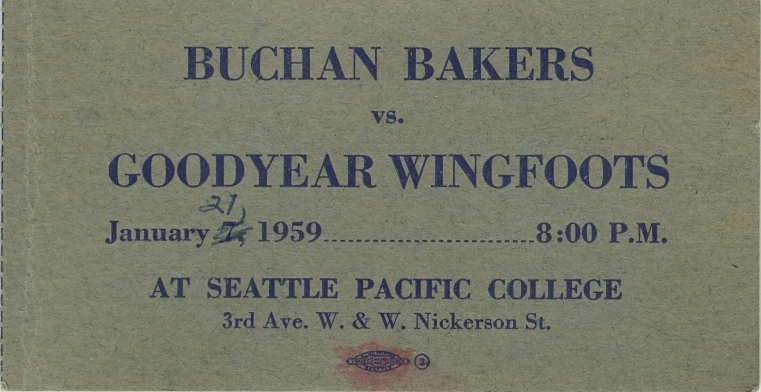 BUCHAN BAKERS
vs.
GOODYEAR WINGFOOTS
21,
January 7, 1959........................8:00 P.M.
AT SEATTLE PACIFIC COLLEGE
3rd Ave. W. & W. Nickerson St.